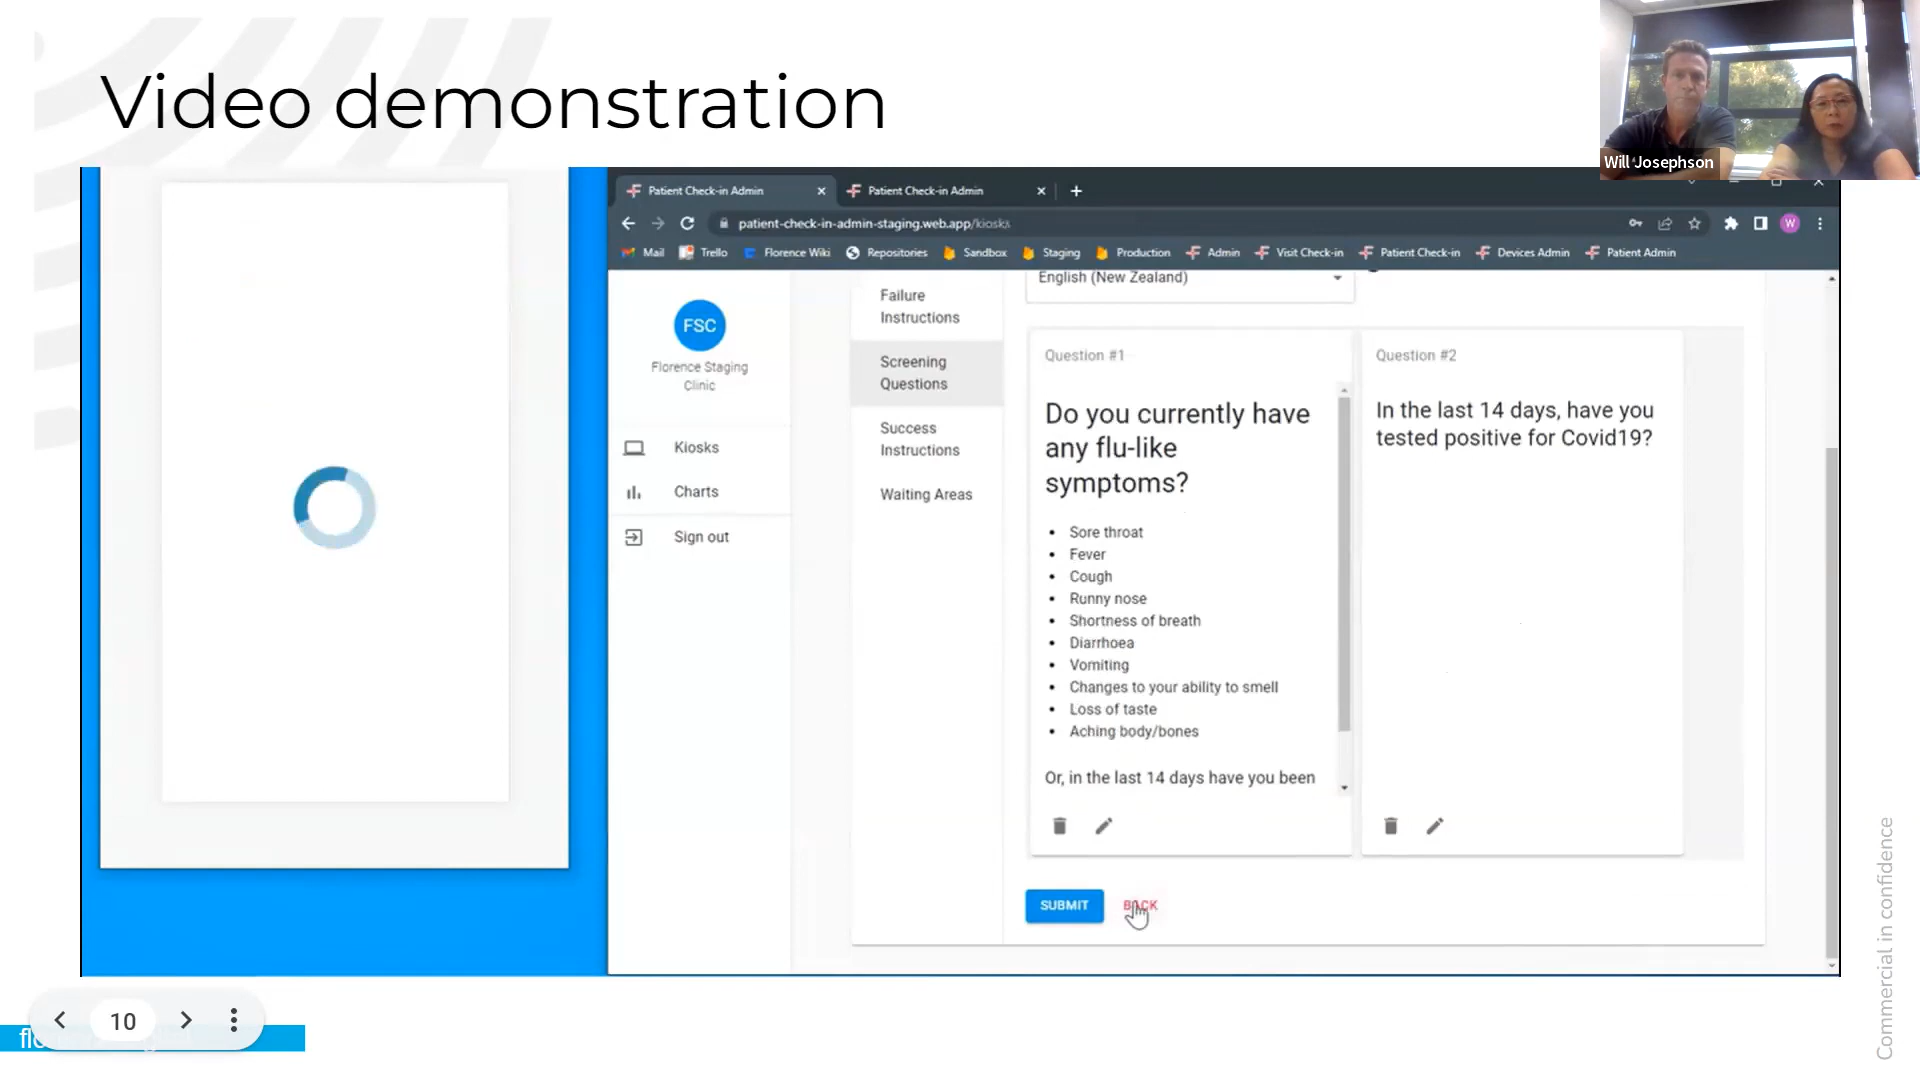 Video demonstration
Will Josephson
Patient Check-in Admin
Patient Check-in Admin
patient-check-in-admin-staging.web.app/kiosks
W
Mail
Trello
Florence Wiki
Repositories
Sandbox
Staging
Production
Admin
Visit Check-in
Patient Check-in
Devices Admin
Patient Admin
FSC
Florence Staging
Clinic
Kiosks
Charts
Sign out
Failure
Instructions
Screening
Questions
Success
Instructions
Waiting Areas
English (New Zealand)
Question #1
Do you currently have
any flu-like
symptoms?
• Sore throat
• Fever
• Cough
• Runny nose
• Shortness of breath
• Diarrhoea
• Vomiting
• Changes to your ability to smell
• Loss of taste
• Aching body/bones
Or, in the last 14 days have you been
Question #2
In the last 14 days, have you
tested positive for Covid19?
SUBMIT
BACK
Commercial in confidence
10